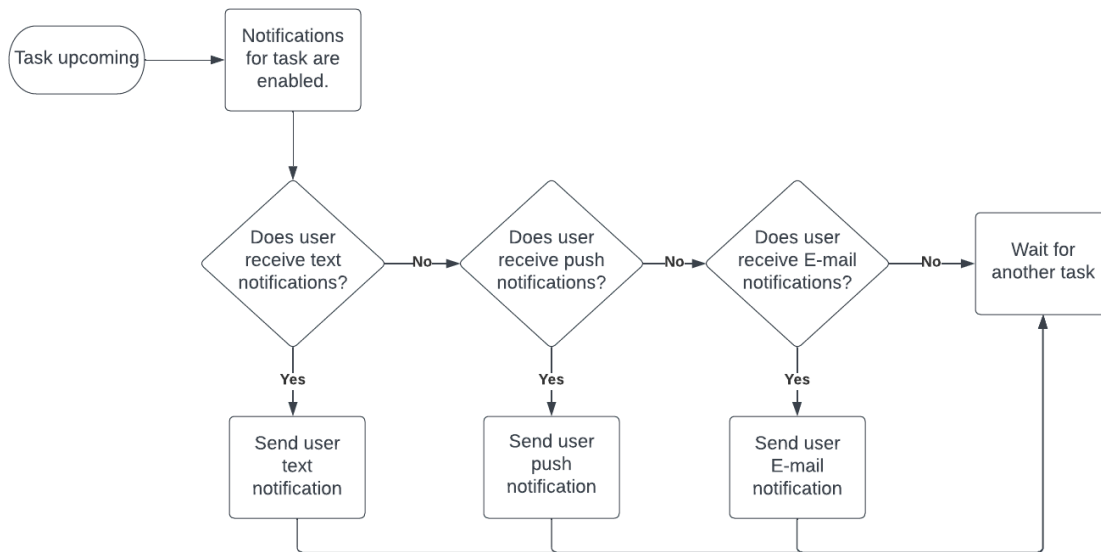 Task upcoming
Notifications
for task are
enabled.
Does user
receive text
notifications?
No
Does user
receive push
notifications?
No
Does user
receive E-mail
notifications?
No
Wait for
another task
Yes
Yes
Yes
Send user
text
notification
Send user
push
notification
Send user
E-mail
notification